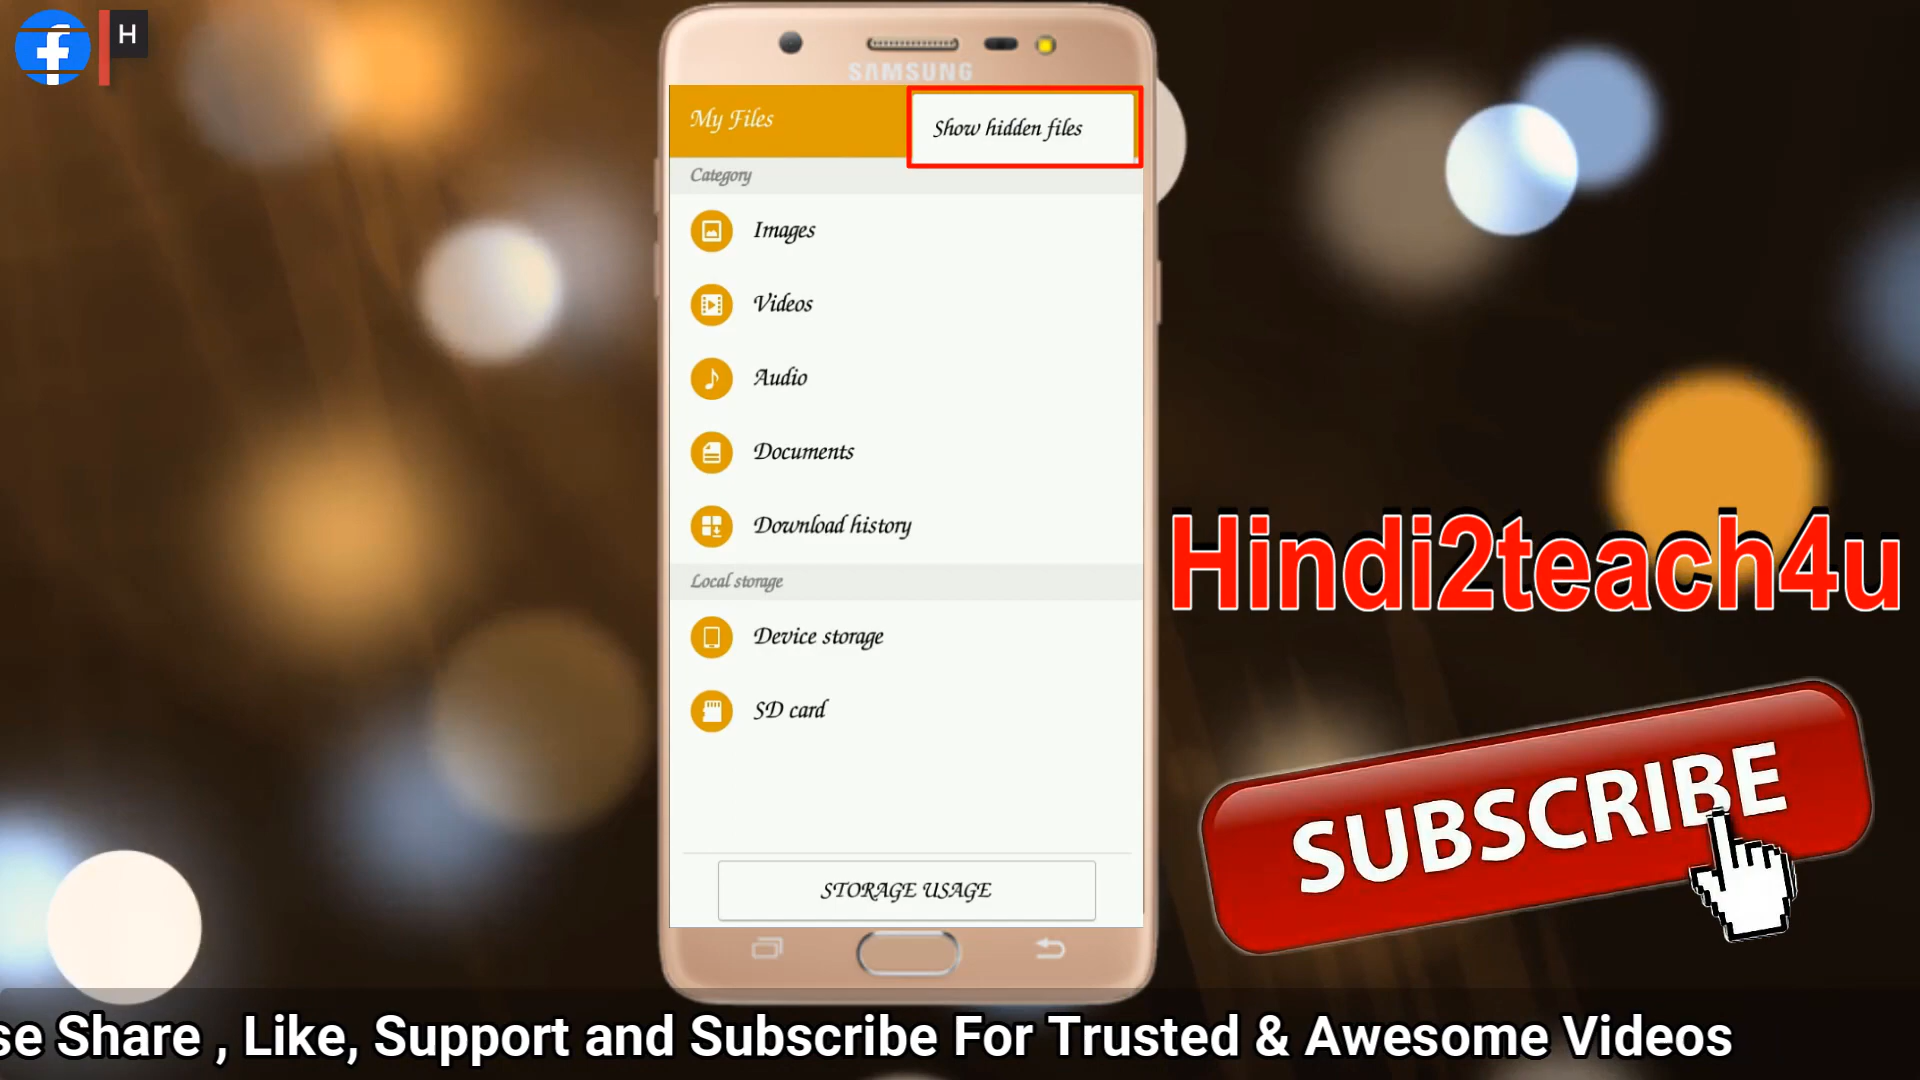 f
H
SAMSUNG
My Files
Show hidden files
Category
Images
Videos
Audio
Documents
Download history
Local storage
Device storage
SD card
STORAGE USAGE
Hindi2teach4u
SUBSCRIBE
se Share , Like, Support and Subscribe For Trusted & Awesome Videos